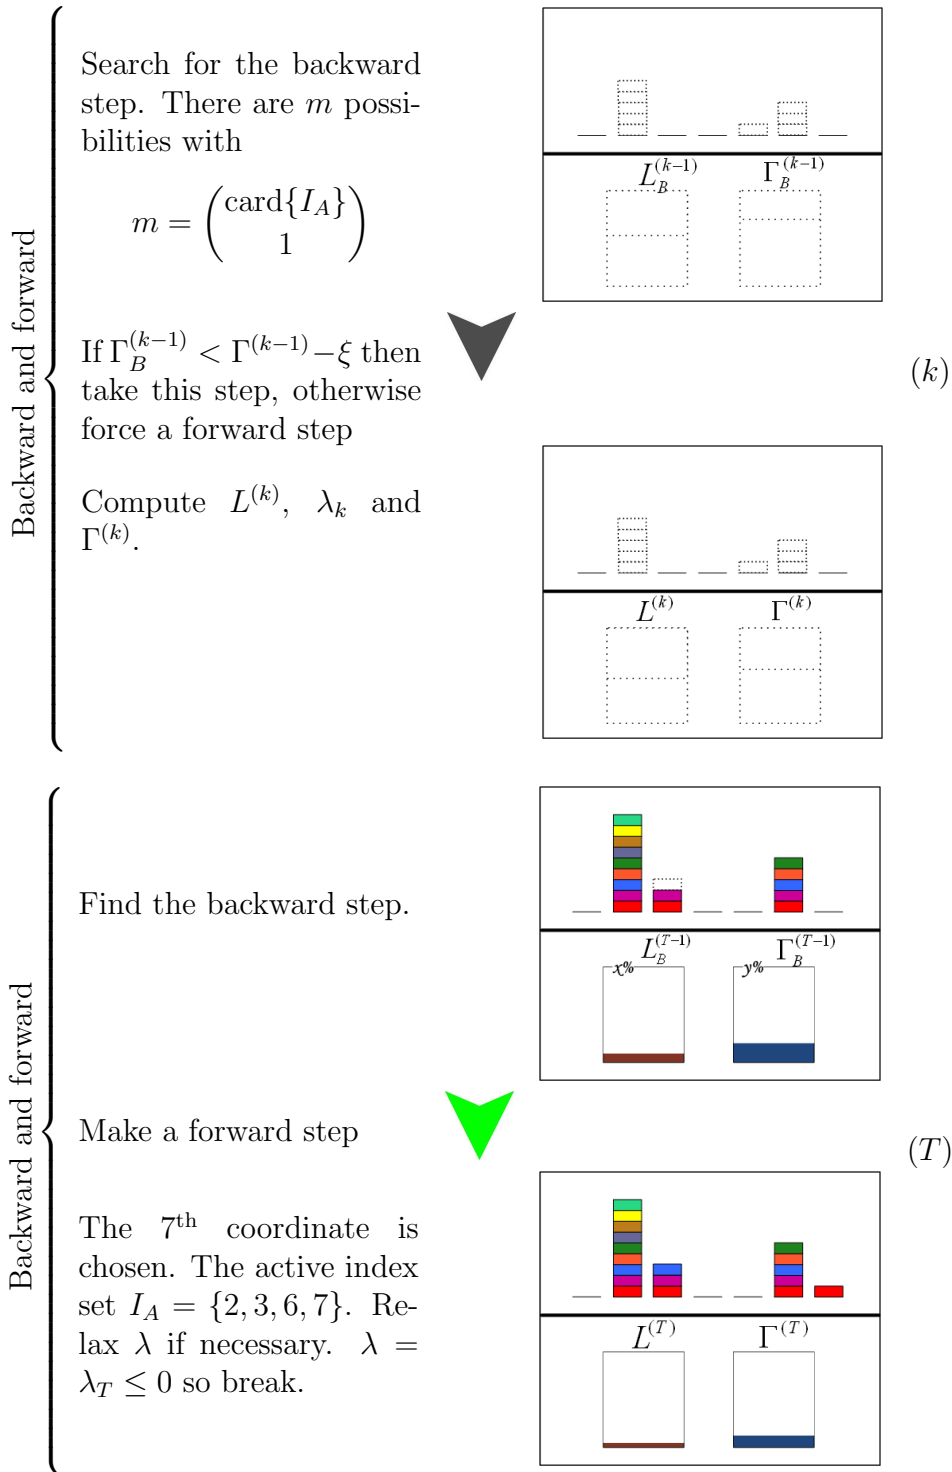 Backward and forward
Search for the backward
step. There are m possi-
bilities with
m = \binom{card\{I_A\}}{1}
If Γ_B^{(k−1)} < Γ^{(k−1)} − ξ then
take this step, otherwise
force a forward step
Compute L^{(k)}, λ_k and
Γ^{(k)}.
L_B^{(k−1)} Γ_B^{(k−1)}
(k)
L^{(k)} Γ^{(k)}
Backward and forward
Find the backward step.
L_B^{(T−1)} Γ_B^{(T−1)}
x% y%
Make a forward step
(T)
The 7^{th} coordinate is
chosen. The active index
set I_A = {2, 3, 6, 7}. Re-
lax λ if necessary. λ =
λ_T ≤ 0 so break.
L^{(T)} Γ^{(T)}